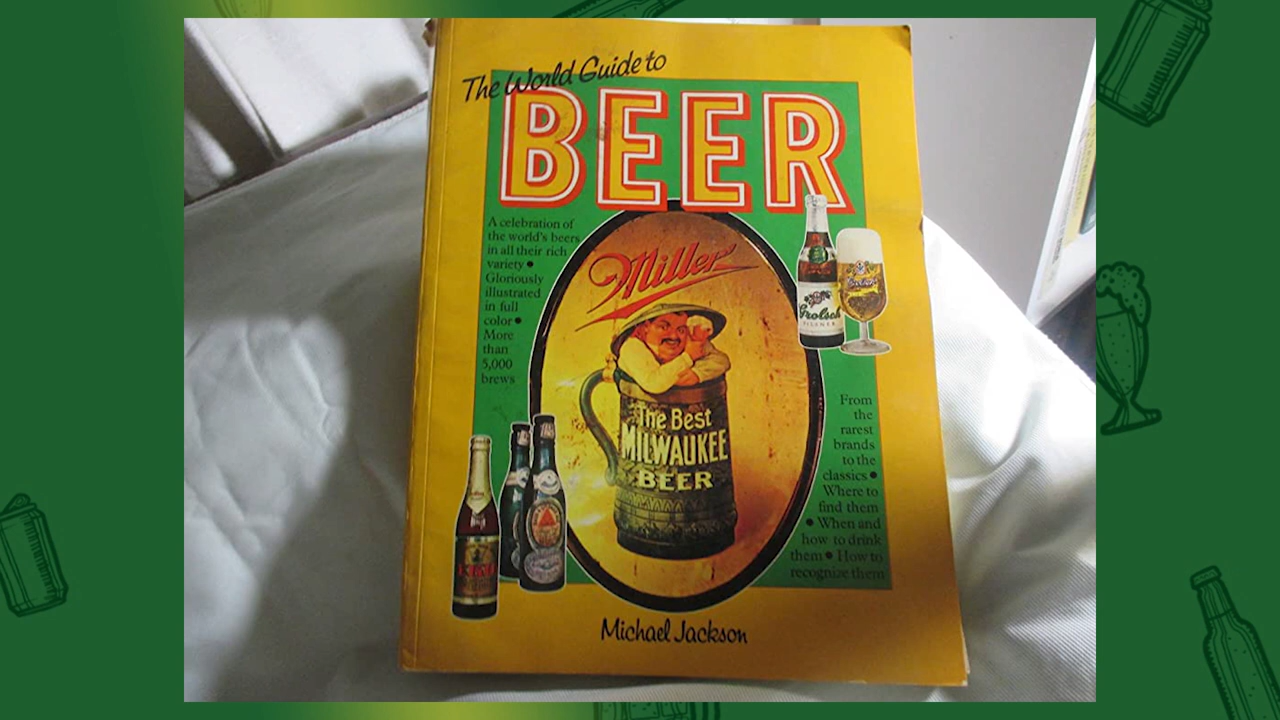 The World Guide to
BEER
A celebration of
the world's beers
in all their rich
variety •
Gloriously
illustrated
in full
color •
More
than
5,000
brews
Miller
The Best
MILWAUKEE
BEER
Grolsch
PILSNER
From
the
rarest
brands
to the
classics •
Where to
find them
• When and
how to drink
them • How to
recognize them
Michael Jackson